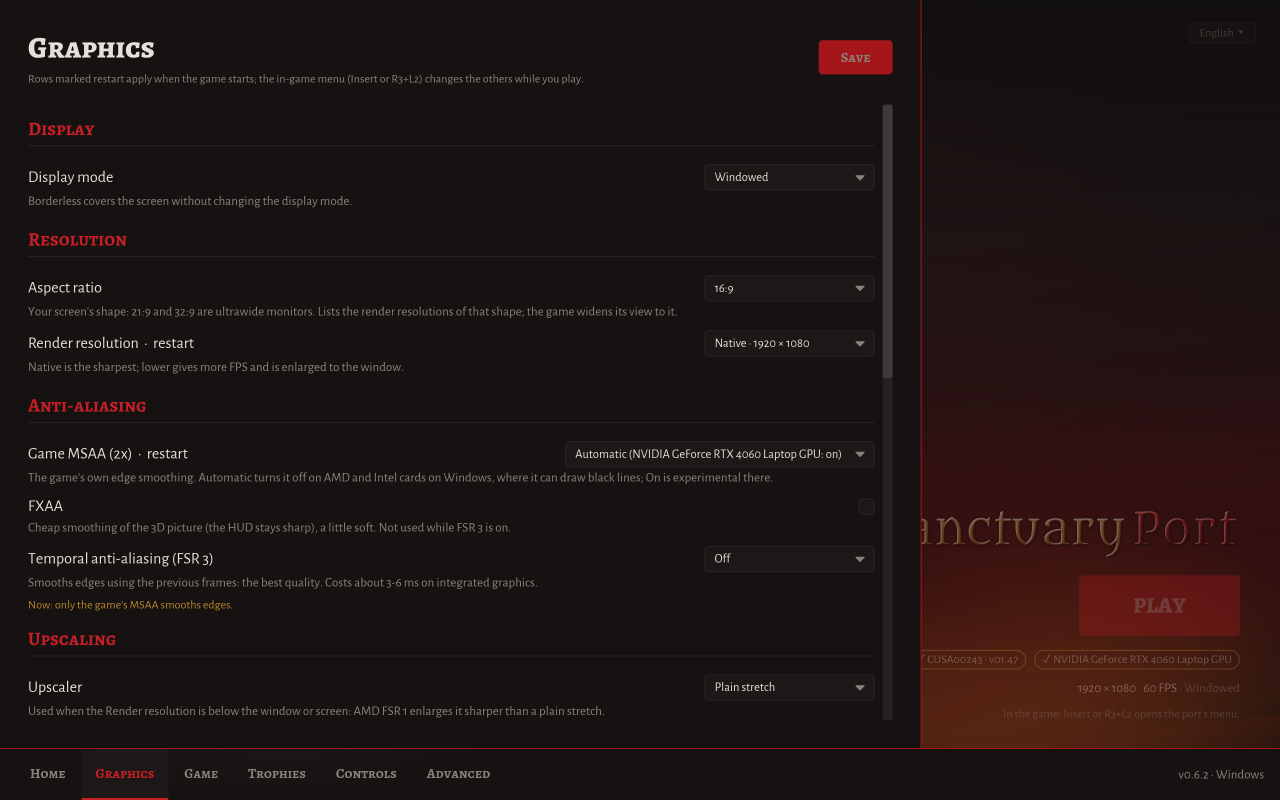 Graphics
Save
Rows marked restart apply when the game starts; the in-game menu (Insert or R3+L2) changes the others while you play.
English
Display
Display mode
Windowed
Borderless covers the screen without changing the display mode.
Resolution
Aspect ratio
16:9
Your screen's shape: 21:9 and 32:9 are ultrawide monitors. Lists the render resolutions of that shape; the game widens its view to it.
Render resolution · restart
Native · 1920 × 1080
Native is the sharpest; lower gives more FPS and is enlarged to the window.
Anti-aliasing
Game MSAA (2x) · restart
Automatic (NVIDIA GeForce RTX 4060 Laptop GPU: on)
The game's own edge smoothing. Automatic turns it off on AMD and Intel cards on Windows, where it can draw black lines; On is experimental there.
FXAA
Cheap smoothing of the 3D picture (the HUD stays sharp), a little soft. Not used while FSR 3 is on.
Temporal anti-aliasing (FSR 3)
Off
Smooths edges using the previous frames: the best quality. Costs about 3-6 ms on integrated graphics.
Now: only the game's MSAA smooths edges.
Upscaling
Upscaler
Plain stretch
Used when the Render resolution is below the window or screen: AMD FSR 1 enlarges it sharper than a plain stretch.
anctuary Port
PLAY
✓ CUSA00243 · v01.47
✓ NVIDIA GeForce RTX 4060 Laptop GPU
1920 × 1080 · 60 FPS · Windowed
In the game: Insert or R3+L2 opens the port's menu.
Home
Graphics
Game
Trophies
Controls
Advanced
v0.6.2 · Windows